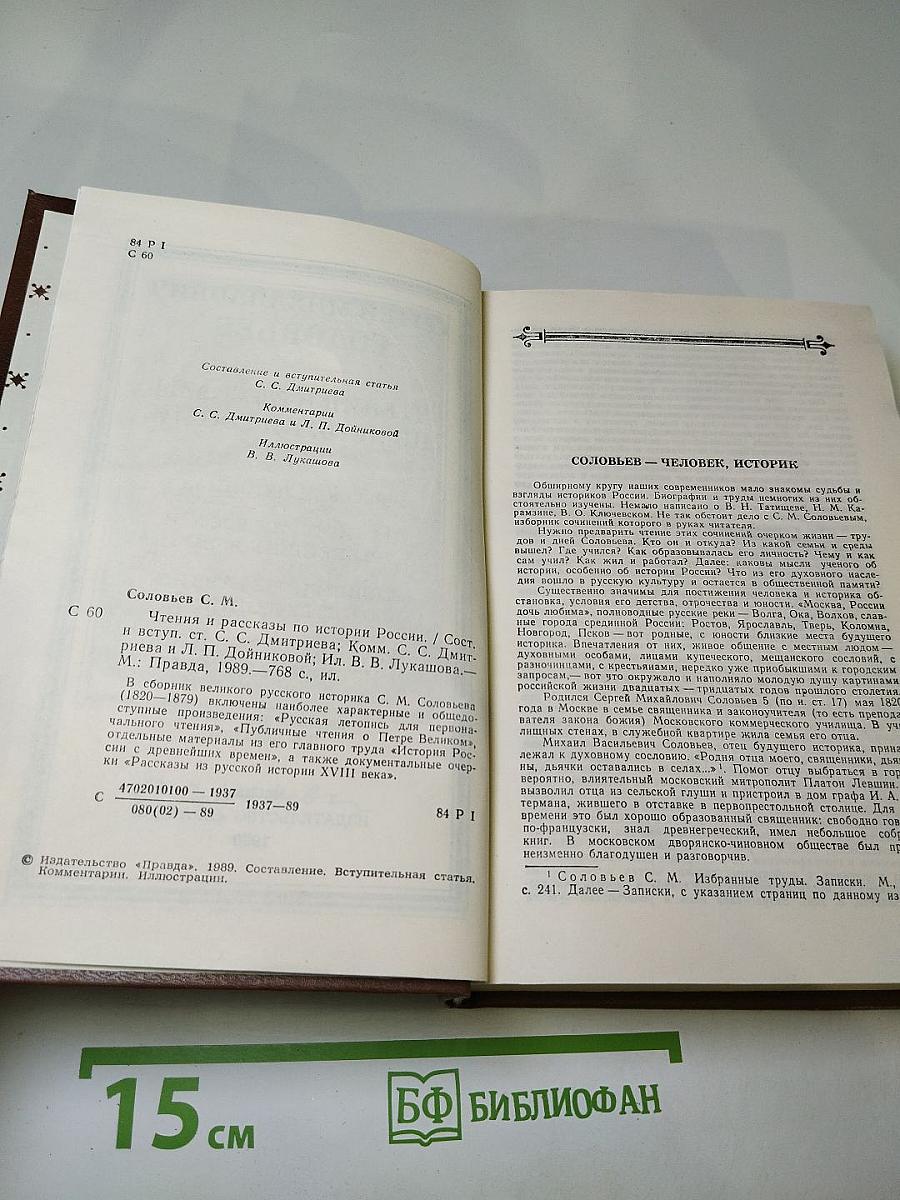 84 Р I
С 60
Составление и вступительная статья
С. С. Дмитриева
Комментарии
С. С. Дмитриева и Л. П. Дойниковой
Иллюстрации
В. В. Лукашова
Соловьев С. М.
С 60 Чтения и рассказы по истории России. / Сост.
и вступ. ст. С. С. Дмитриева; Комм. С. С. Дмит-
риева и Л. П. Дойниковой; Ил. В. В. Лукашова.—
М.: Правда, 1989.—768 с., ил.
В сборник великого русского историка С. М. Соловьева
(1820—1879) включены наиболее характерные и общедо-
ступные произведения: «Русская летопись для первона-
чального чтения», «Публичные чтения о Петре Великом»,
отдельные материалы из его главного труда «История Рос-
сии с древнейших времен», а также документальные очер-
ки «Рассказы из русской истории XVIII века».
С 4702010100—1937
080(02)—89
1937—89
84 Р I
© Издательство «Правда». 1989. Составление. Вступительная статья.
Комментарии. Иллюстрации.
СОЛОВЬЕВ — ЧЕЛОВЕК, ИСТОРИК
Обширному кругу наших современников мало знакомы судьбы и
взгляды историков России. Биографии и труды немногих из них об-
стоятельно изучены. Немало написано о В. Н. Татищеве, Н. М. Ка-
рамзине, В. О. Ключевском. Не так обстоит дело с С. М. Соловьевым,
изборник сочинений которого в руках читателя.
Нужно предварить чтение этих сочинений очерком жизни — тру-
дов и дней Соловьева. Кто он и откуда? Из какой семьи и среды
вышел? Где учился? Как образовывалась его личность? Чему и как
сам учил? Как жил и работал? Далее: каковы мысли ученого об
истории, особенно об истории России? Что из его духовного насле-
дия вошло в русскую культуру и остается в общественной памяти?
Существенно значимы для постижения человека и историка об-
становка, условия его детства, отрочества и юности. «Москва, России
дочь любима», полноводные русские реки — Волга, Ока, Волхов, слав-
ные города срединной России: Ростов, Ярославль, Тверь, Коломна,
Новгород, Псков — вот родные, с юности близкие места будущего
историка. Впечатления от них, живое общение с местным людом —
духовными особами, лицами купеческого, мещанского сословий, с
разночинцами, с крестьянами, нередко уже приобыкшими к городским
запросам,— вот что окружало и наполняло молодую душу картинами
российской жизни двадцатых — тридцатых годов прошлого столетия.
Родился Сергей Михайлович Соловьев 5 (по н. ст. 17) мая 1820
года в Москве в семье священника и законоучителя (то есть препода-
вателя закона божия) Московского коммерческого училища. В учи-
лищных стенах, в служебной квартире жила семья его отца.
Михаил Васильевич Соловьев, отец будущего историка, прина-
лежал к духовному сословию. «Родня отца моего, священники, дья
ны, дьячки оставались в селах...»¹. Помог отцу выбраться в гор
вероятно, влиятельный московский митрополит Платон Левшин.
вызволил отца из сельской глуши и пристроил в дом графа И. А.
термана, жившего в отставке в первопрестольной столице. Для
времени это был хорошо образованный священник: свободно гов
по-французски, знал древнегреческий, имел небольшое собр
книг. В московском дворянско-чиновном обществе был пр
неизменно благодушен и разговорчив.
¹ Соловьев С. М. Избранные труды. Записки. М.,
с. 241. Далее — Записки, с указанием страниц по данному из
15 см
БФ БИБЛИОФАН